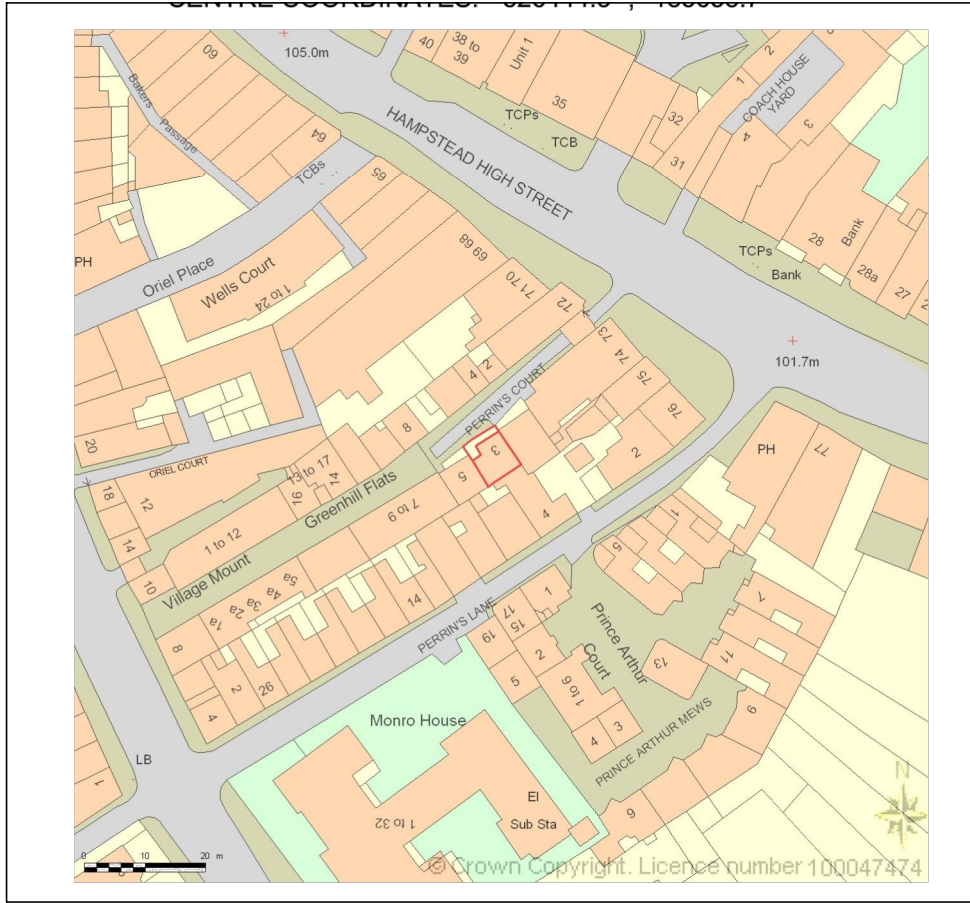 60
105.0m
40
38 to
39
Unit 1
35
TCPs
TCB
32
31
1
2
COACH HOUSE
YARD
3
4
Bakers
Passage
64
TCBs
65
HAMPSTEAD HIGH STREET
PH
Oriel Place
Wells Court
1 to 24
69 68
71 70
72
73
74
75
76
TCPs
Bank
28
Bank
28a
27
101.7m
PERRIN'S COURT
2
4
8
3
5
2
4
PH
77
20
ORIEL COURT
18
12
14
10
13 to 17
14
16
1 to 12
Greenhill Flats
7 to 9
Village Mount
1a
2a
3a
4a
5a
8
2
26
4
14
PERRIN'S LANE
19
17
15
1
5
2
1 to 6
4
3
Prince Arthur
Court
5
1
7
11
13
9
PRINCE ARTHUR MEWS
9
Monro House
1 to 32
El
Sub Sta
LB
1
N
0 10 20 m
© Crown Copyright. Licence number 100047474